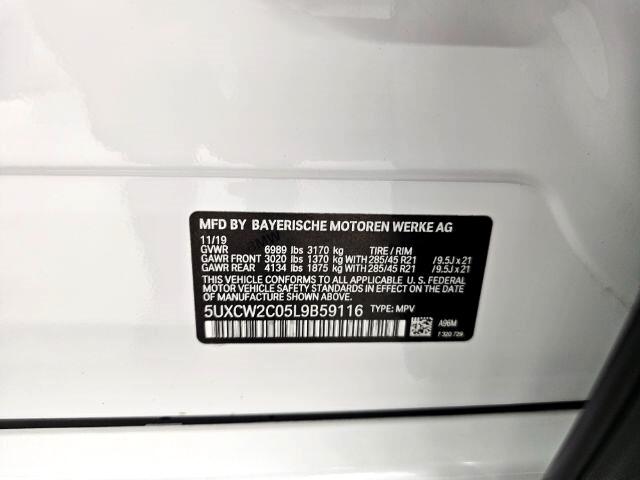 MFD BY BAYERISCHE MOTOREN WERKE AG
11/19
GVWR 6989 lbs 3170 kg TIRE / RIM
GAWR FRONT 3020 lbs 1370 kg WITH 285/45 R21 /9.5J x 21
GAWR REAR 4134 lbs 1875 kg WITH 285/45 R21 /9.5J x 21
THIS VEHICLE CONFORMS TO ALL APPLICABLE U. S. FEDERAL
MOTOR VEHICLE SAFETY STANDARDS IN EFFECT ON THE DATE OF
MANUFACTURE SHOWN ABOVE.
5UXCW2C05L9B59116 TYPE: MPV
A96M
1 320 729